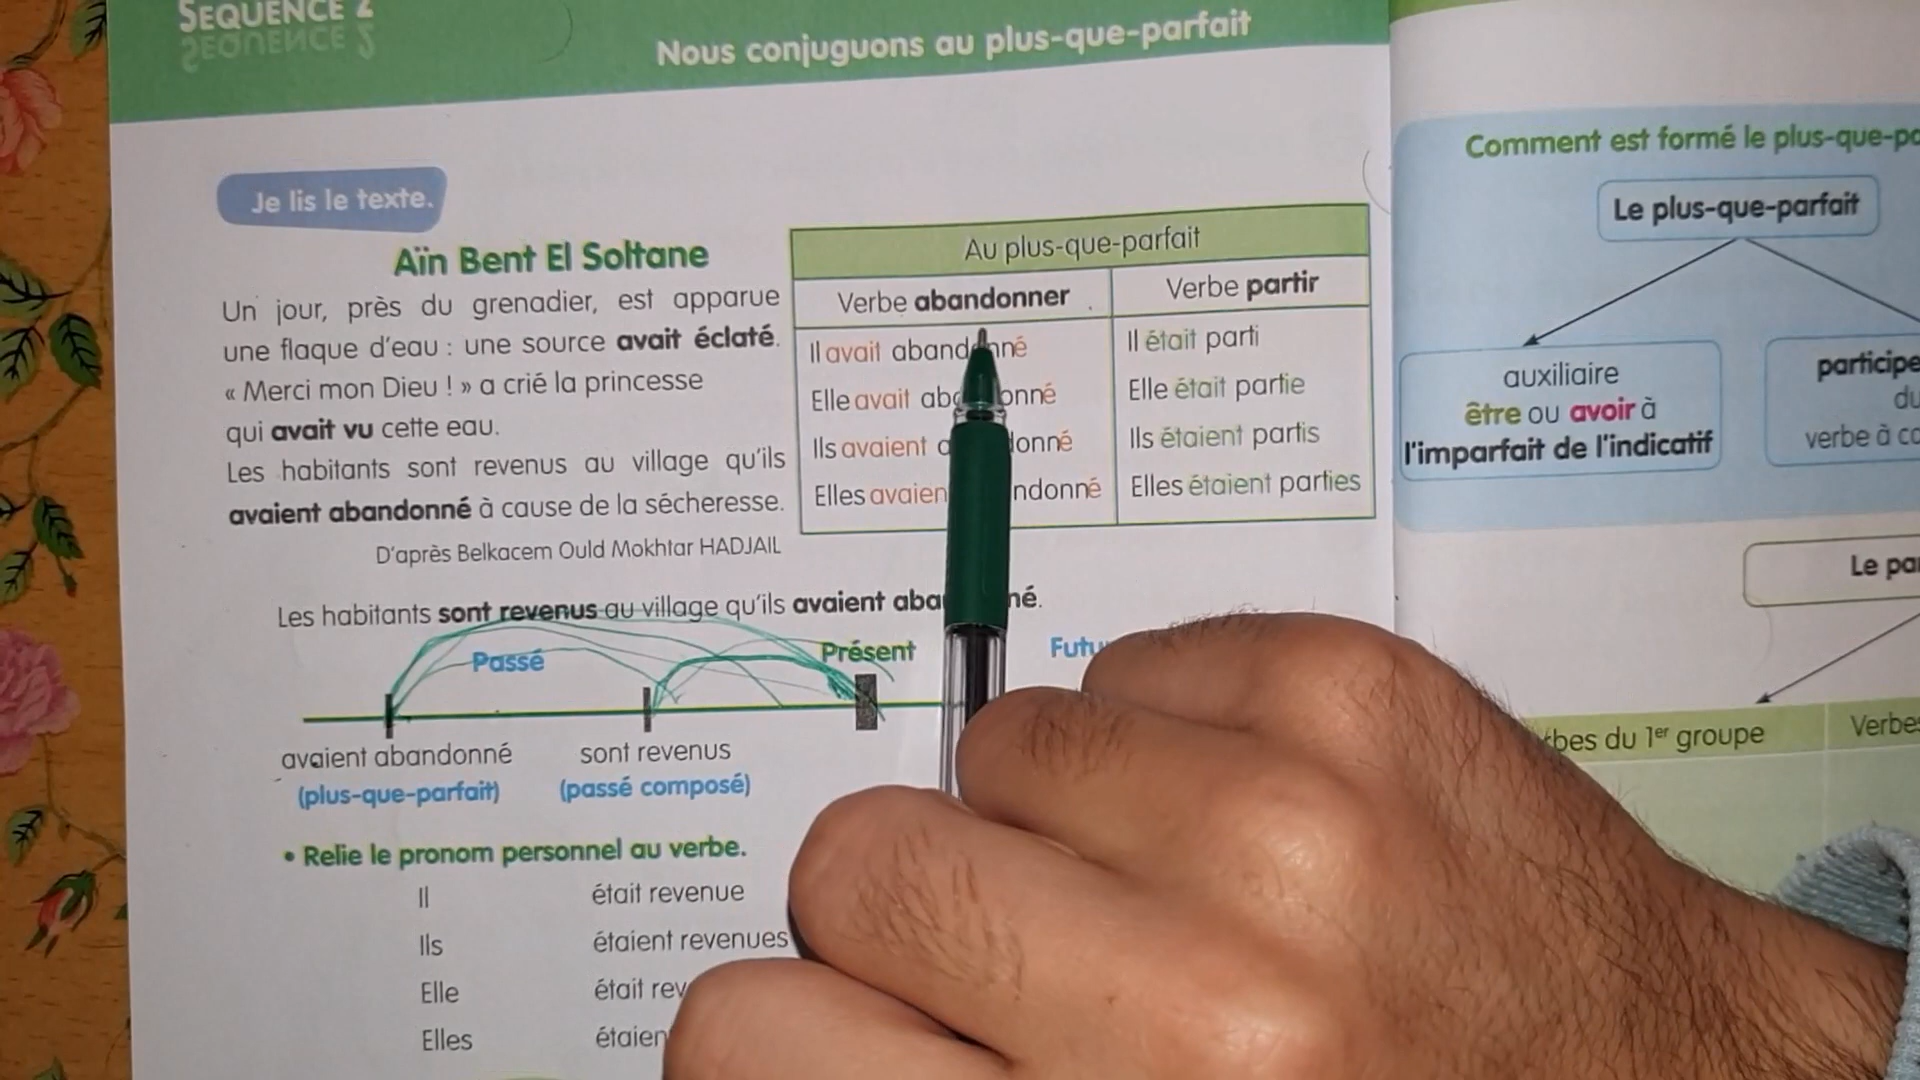 SEQUENCE 2
Nous conjuguons au plus-que-parfait
Je lis le texte.
Aïn Bent El Soltane
Un jour, près du grenadier, est apparue
une flaque d'eau : une source avait éclaté.
« Merci mon Dieu ! » a crié la princesse
qui avait vu cette eau.
Les habitants sont revenus au village qu'ils
avaient abandonné à cause de la sécheresse.
D'après Belkacem Ould Mokhtar HADJAIL
Au plus-que-parfait
Verbe abandonner
Verbe partir
Il avait
Il était parti
Elle avait
Elle était partie
Ils avaient
Ils étaient partis
Elles
Elles étaient parties
Les habitants sont revenus au village qu'ils avaient
Passé
Présent
avaient abandonné
sont revenus
(plus-que-parfait)
(passé composé)
• Relie le pronom personnel au verbe.
Il
était revenue
Ils
étaient revenues
Elle
était
Elles
Comment est formé le
Le plus-que-parfait
auxiliaire
être ou avoir à
l'imparfait de l'indicatif
verbe à
Le
du 1er groupe